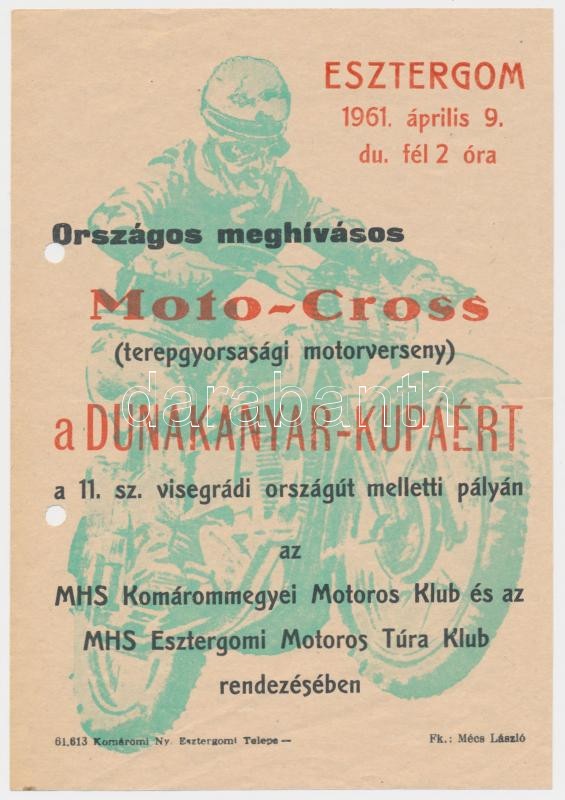 ESZTERGOM
1961. április 9.
du. fél 2 óra
Országos meghívásos
Moto-Cross
(terepgyorsasági motorverseny)
darabanth
a DUNAKANYAR-KUPÁÉRT
a 11. sz. visegrádi országút melletti pályán
az
MHS Komárommegyei Motoros Klub és az
MHS Esztergomi Motoros Túra Klub
rendezésében
61.613 Komáromi Ny. Esztergomi Telepe —
Fk.: Mécs László